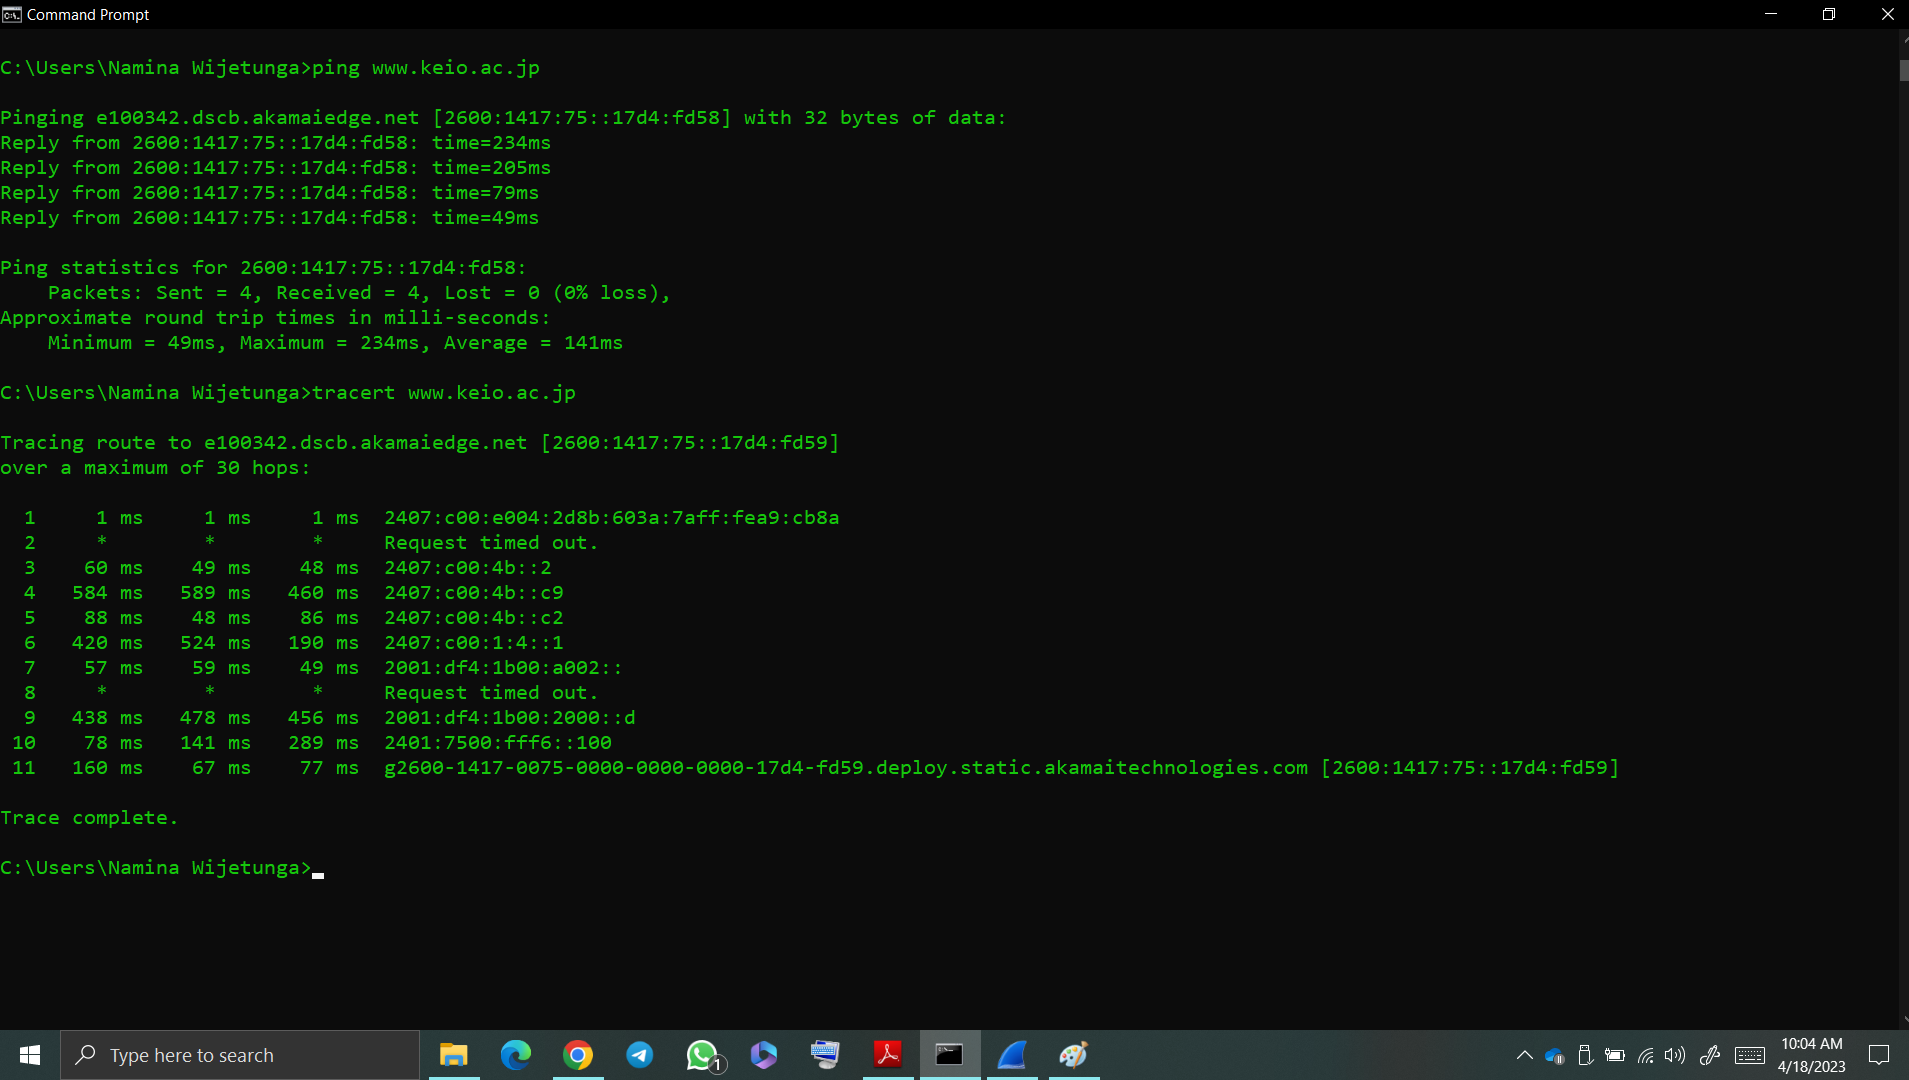 Command Prompt
C:\Users\Namina Wijetunga>ping www.keio.ac.jp
Pinging e100342.dscb.akamaiedge.net [2600:1417:75::17d4:fd58] with 32 bytes of data:
Reply from 2600:1417:75::17d4:fd58: time=234ms
Reply from 2600:1417:75::17d4:fd58: time=205ms
Reply from 2600:1417:75::17d4:fd58: time=79ms
Reply from 2600:1417:75::17d4:fd58: time=49ms
Ping statistics for 2600:1417:75::17d4:fd58:
    Packets: Sent = 4, Received = 4, Lost = 0 (0% loss),
Approximate round trip times in milli-seconds:
    Minimum = 49ms, Maximum = 234ms, Average = 141ms
C:\Users\Namina Wijetunga>tracert www.keio.ac.jp
Tracing route to e100342.dscb.akamaiedge.net [2600:1417:75::17d4:fd59]
over a maximum of 30 hops:
  1     1 ms     1 ms     1 ms  2407:c00:e004:2d8b:603a:7aff:fea9:cb8a
  2     *        *        *     Request timed out.
  3    60 ms    49 ms    48 ms  2407:c00:4b::2
  4   584 ms   589 ms   460 ms  2407:c00:4b::c9
  5    88 ms    48 ms    86 ms  2407:c00:4b::c2
  6   420 ms   524 ms   190 ms  2407:c00:1:4::1
  7    57 ms    59 ms    49 ms  2001:df4:1b00:a002::
  8     *        *        *     Request timed out.
  9   438 ms   478 ms   456 ms  2001:df4:1b00:2000::d
 10    78 ms   141 ms   289 ms  2401:7500:fff6::100
 11   160 ms    67 ms    77 ms  g2600-1417-0075-0000-0000-0000-17d4-fd59.deploy.static.akamaitechnologies.com [2600:1417:75::17d4:fd59]
Trace complete.
C:\Users\Namina Wijetunga>
Type here to search
1
10:04 AM
4/18/2023